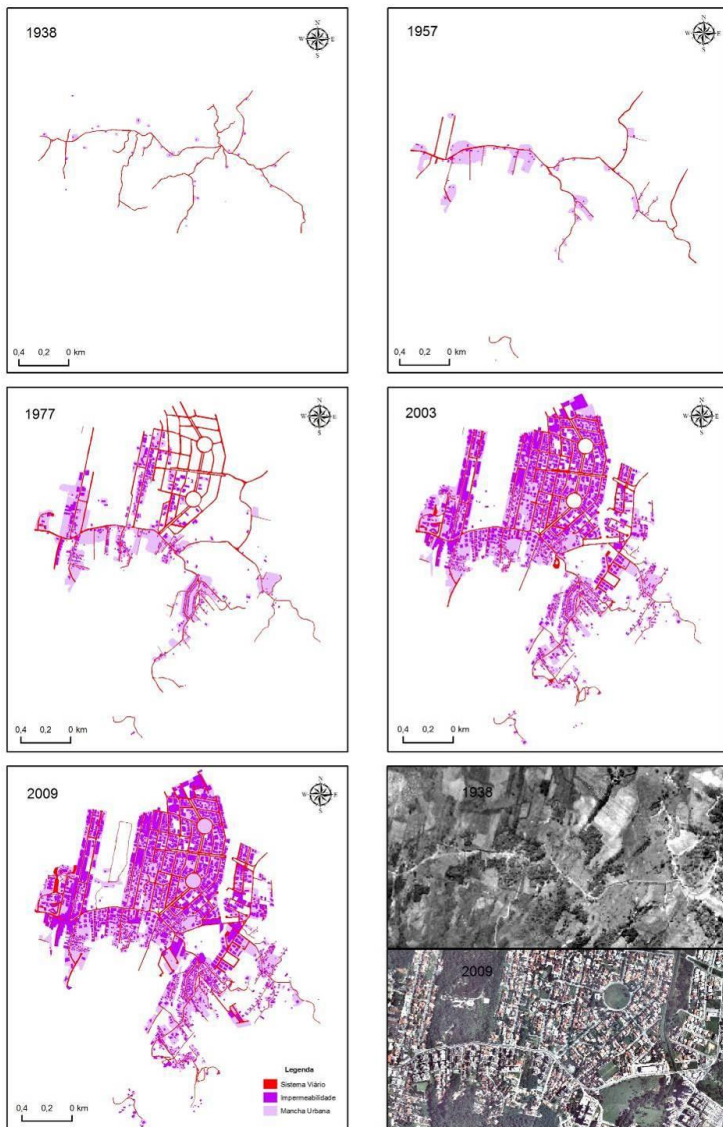 1938
N
W E
S
0,4 0,2 0 km
1957
N
W E
S
0,4 0,2 0 km
1977
N
W E
S
0,4 0,2 0 km
2003
N
W E
S
0,4 0,2 0 km
2009
N
W E
S
0,4 0,2 0 km
Legenda
Sistema Viário
Impermeabilidade
Mancha Urbana
1938
2009